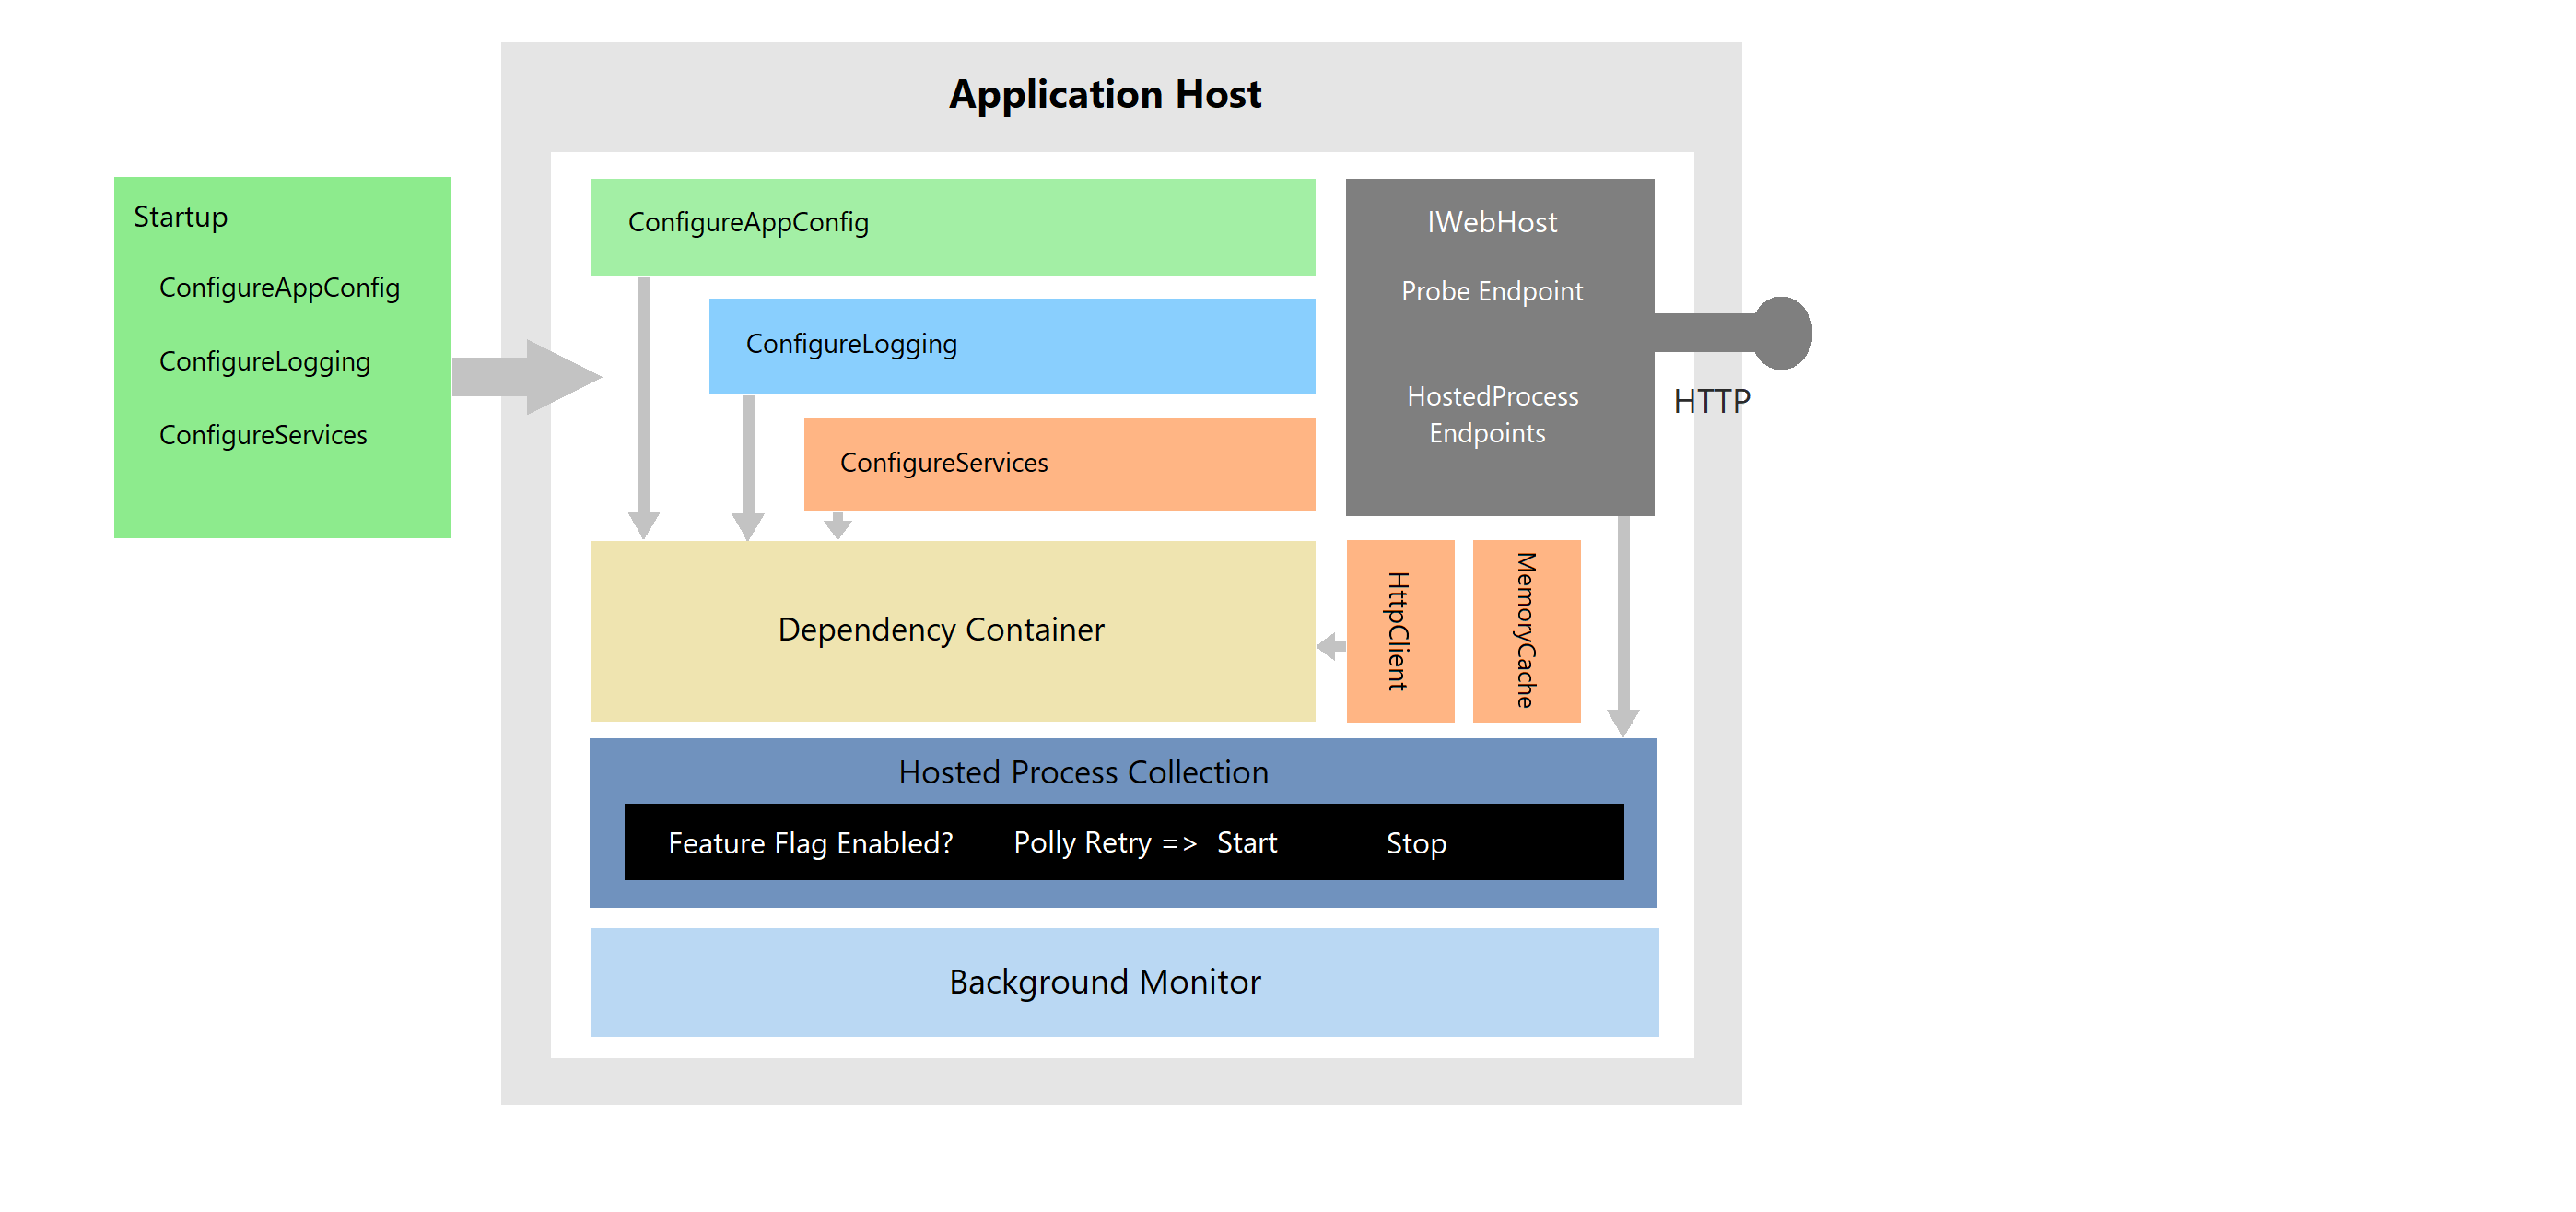 Application Host
Startup
ConfigureAppConfig
ConfigureLogging
ConfigureServices
ConfigureAppConfig
ConfigureLogging
ConfigureServices
IWebHost
Probe Endpoint
HostedProcess
Endpoints
HTTP
Dependency Container
HttpClient
MemoryCache
Hosted Process Collection
Feature Flag Enabled? Polly Retry => Start Stop
Background Monitor